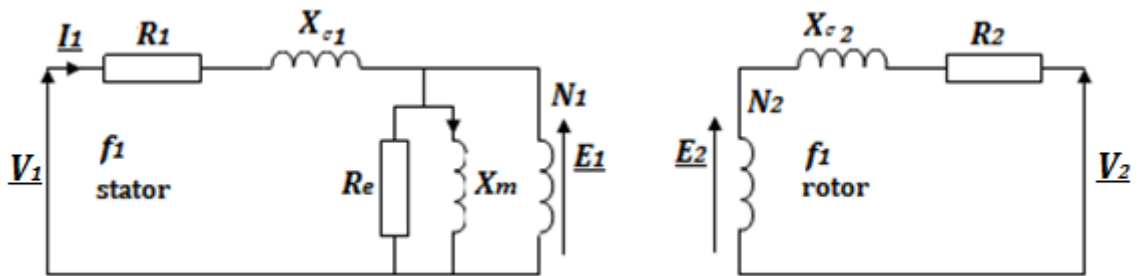 I1 R1 Xσ1
V1 f1
stator
Re Xm N1 E1
Xσ2 R2
E2 N2 f1
rotor V2